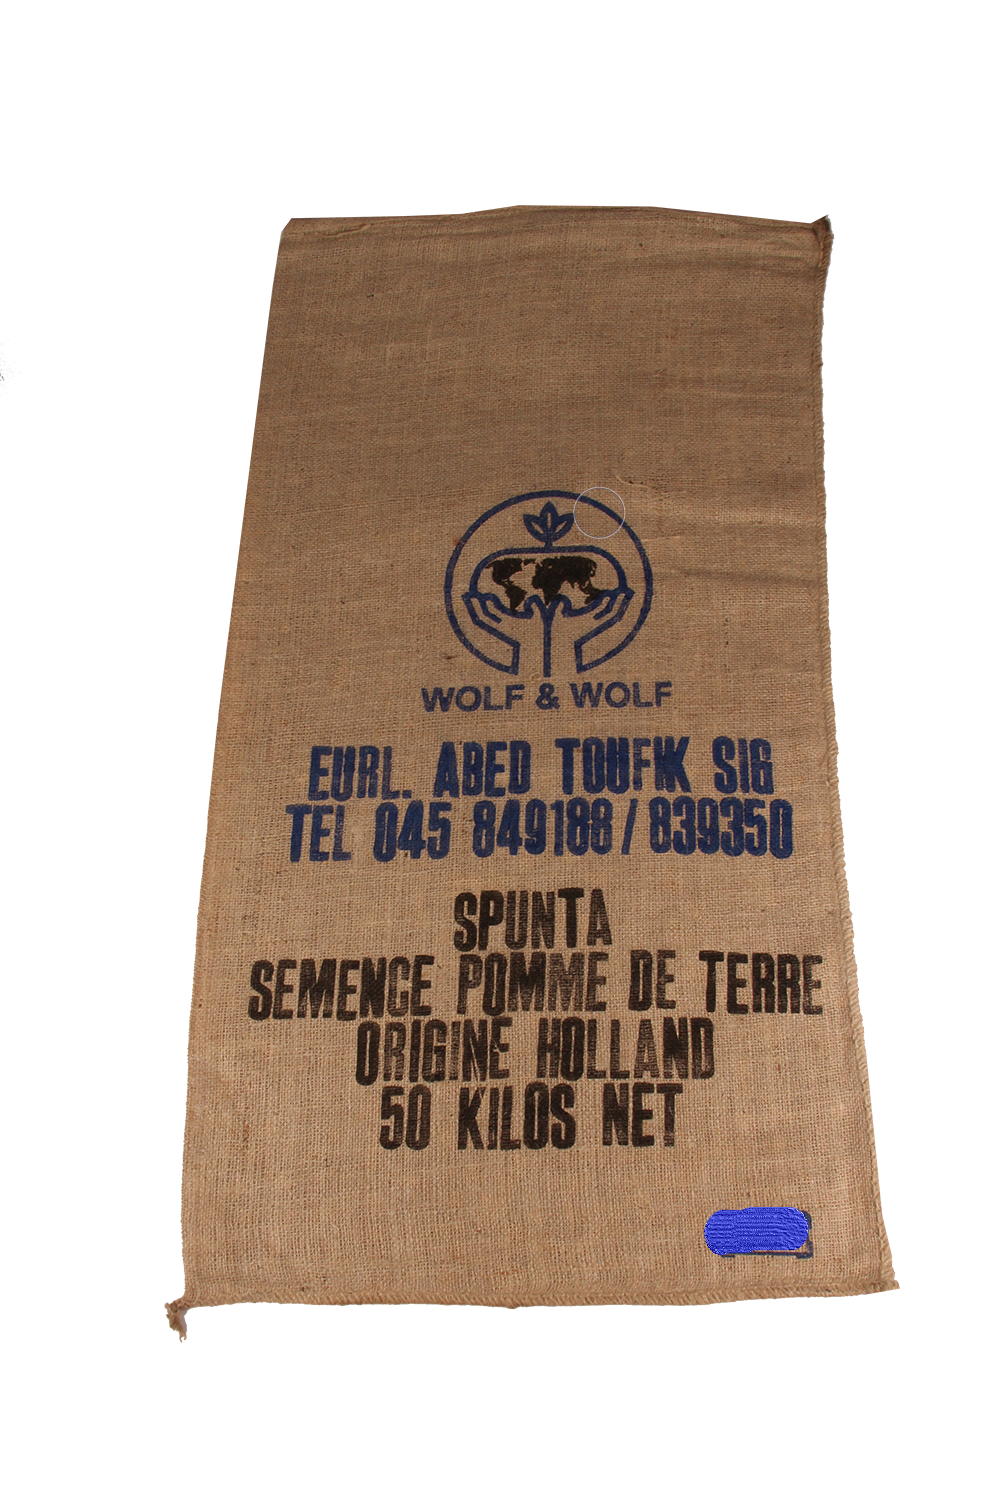 WOLF & WOLF
EURL. ABED TOUFIK SIG
TEL 045 849188 / 839350
SPUNTA
SEMENCE POMME DE TERRE
ORIGINE HOLLAND
50 KILOS NET